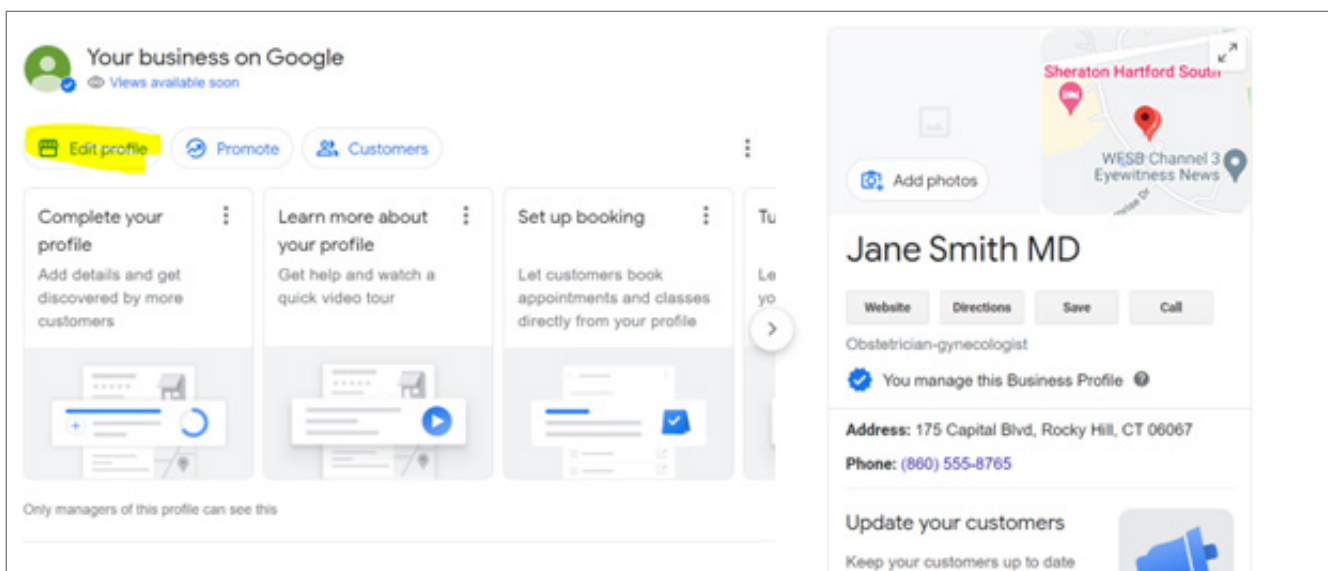 Your business on Google
Views available soon
Edit profile
Promote
Customers
Complete your
profile
Add details and get
discovered by more
customers
Learn more about
your profile
Get help and watch a
quick video tour
Set up booking
Let customers book
appointments and classes
directly from your profile
Tu
Le
yo
Only managers of this profile can see this
Sheraton Hartford South
WFSB Channel 3
Eyewitness News
Add photos
Jane Smith MD
Website
Directions
Save
Call
Obstetrician-gynecologist
You manage this Business Profile
Address: 175 Capital Blvd, Rocky Hill, CT 06067
Phone: (860) 555-8765
Update your customers
Keep your customers up to date